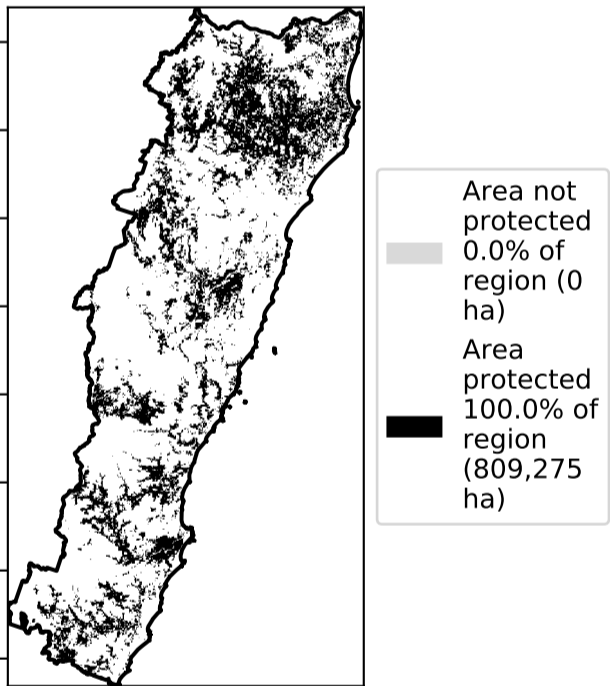 Area not
protected
0.0% of
region (0
ha)
Area
protected
100.0% of
region
(809,275
ha)